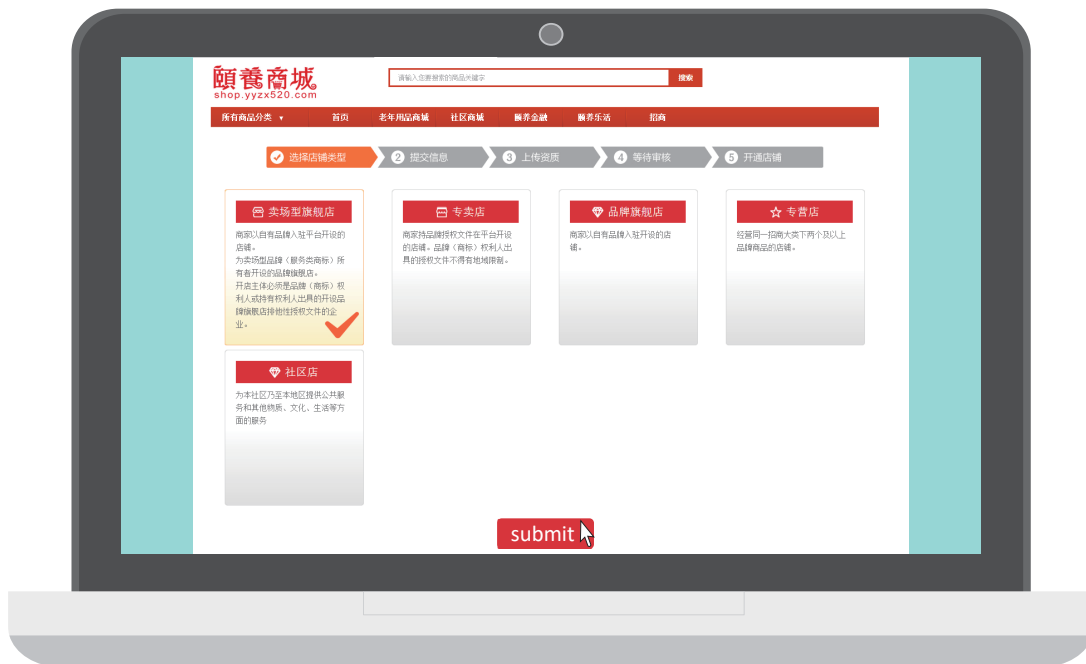 頤養商城
shop.yyzx520.com
请输入您要搜索的商品关键字
搜索
所有商品分类 ▼ 首页 老年用品商城 社区商城 颐养金融 颐养乐活 招商
选择店铺类型
2 提交信息
3 上传资质
4 等待审核
5 开通店铺
卖场型旗舰店
商家以自有品牌入驻平台开设的
店铺。
为卖场型品牌（服务类商标）所
有者开设的品牌旗舰店。
开店主体必须是品牌（商标）权
利人或持有权利人出具的开设品
牌旗舰店排他性授权文件的企
业。
专卖店
商家持品牌授权文件在平台开设
的店铺。品牌（商标）权利人出
具的授权文件不得有地域限制。
品牌旗舰店
商家以自有品牌入驻开设的店
铺。
专营店
经营同一招商大类下两个及以上
品牌商品的店铺。
社区店
为本社区乃至本地区提供公共服
务和其他物质、文化、生活等方
面的服务
submit